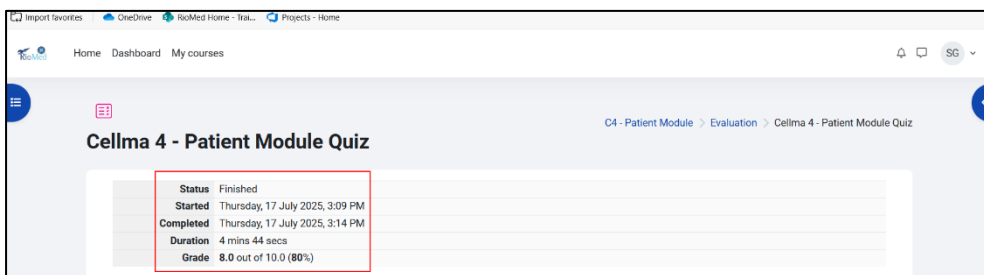 Import favorites OneDrive RioMed Home - Trai... Projects - Home
RioMed Home Dashboard My courses SG
C4 - Patient Module > Evaluation > Cellma 4 - Patient Module Quiz
Cellma 4 - Patient Module Quiz
Status Finished
Started Thursday, 17 July 2025, 3:09 PM
Completed Thursday, 17 July 2025, 3:14 PM
Duration 4 mins 44 secs
Grade 8.0 out of 10.0 (80%)